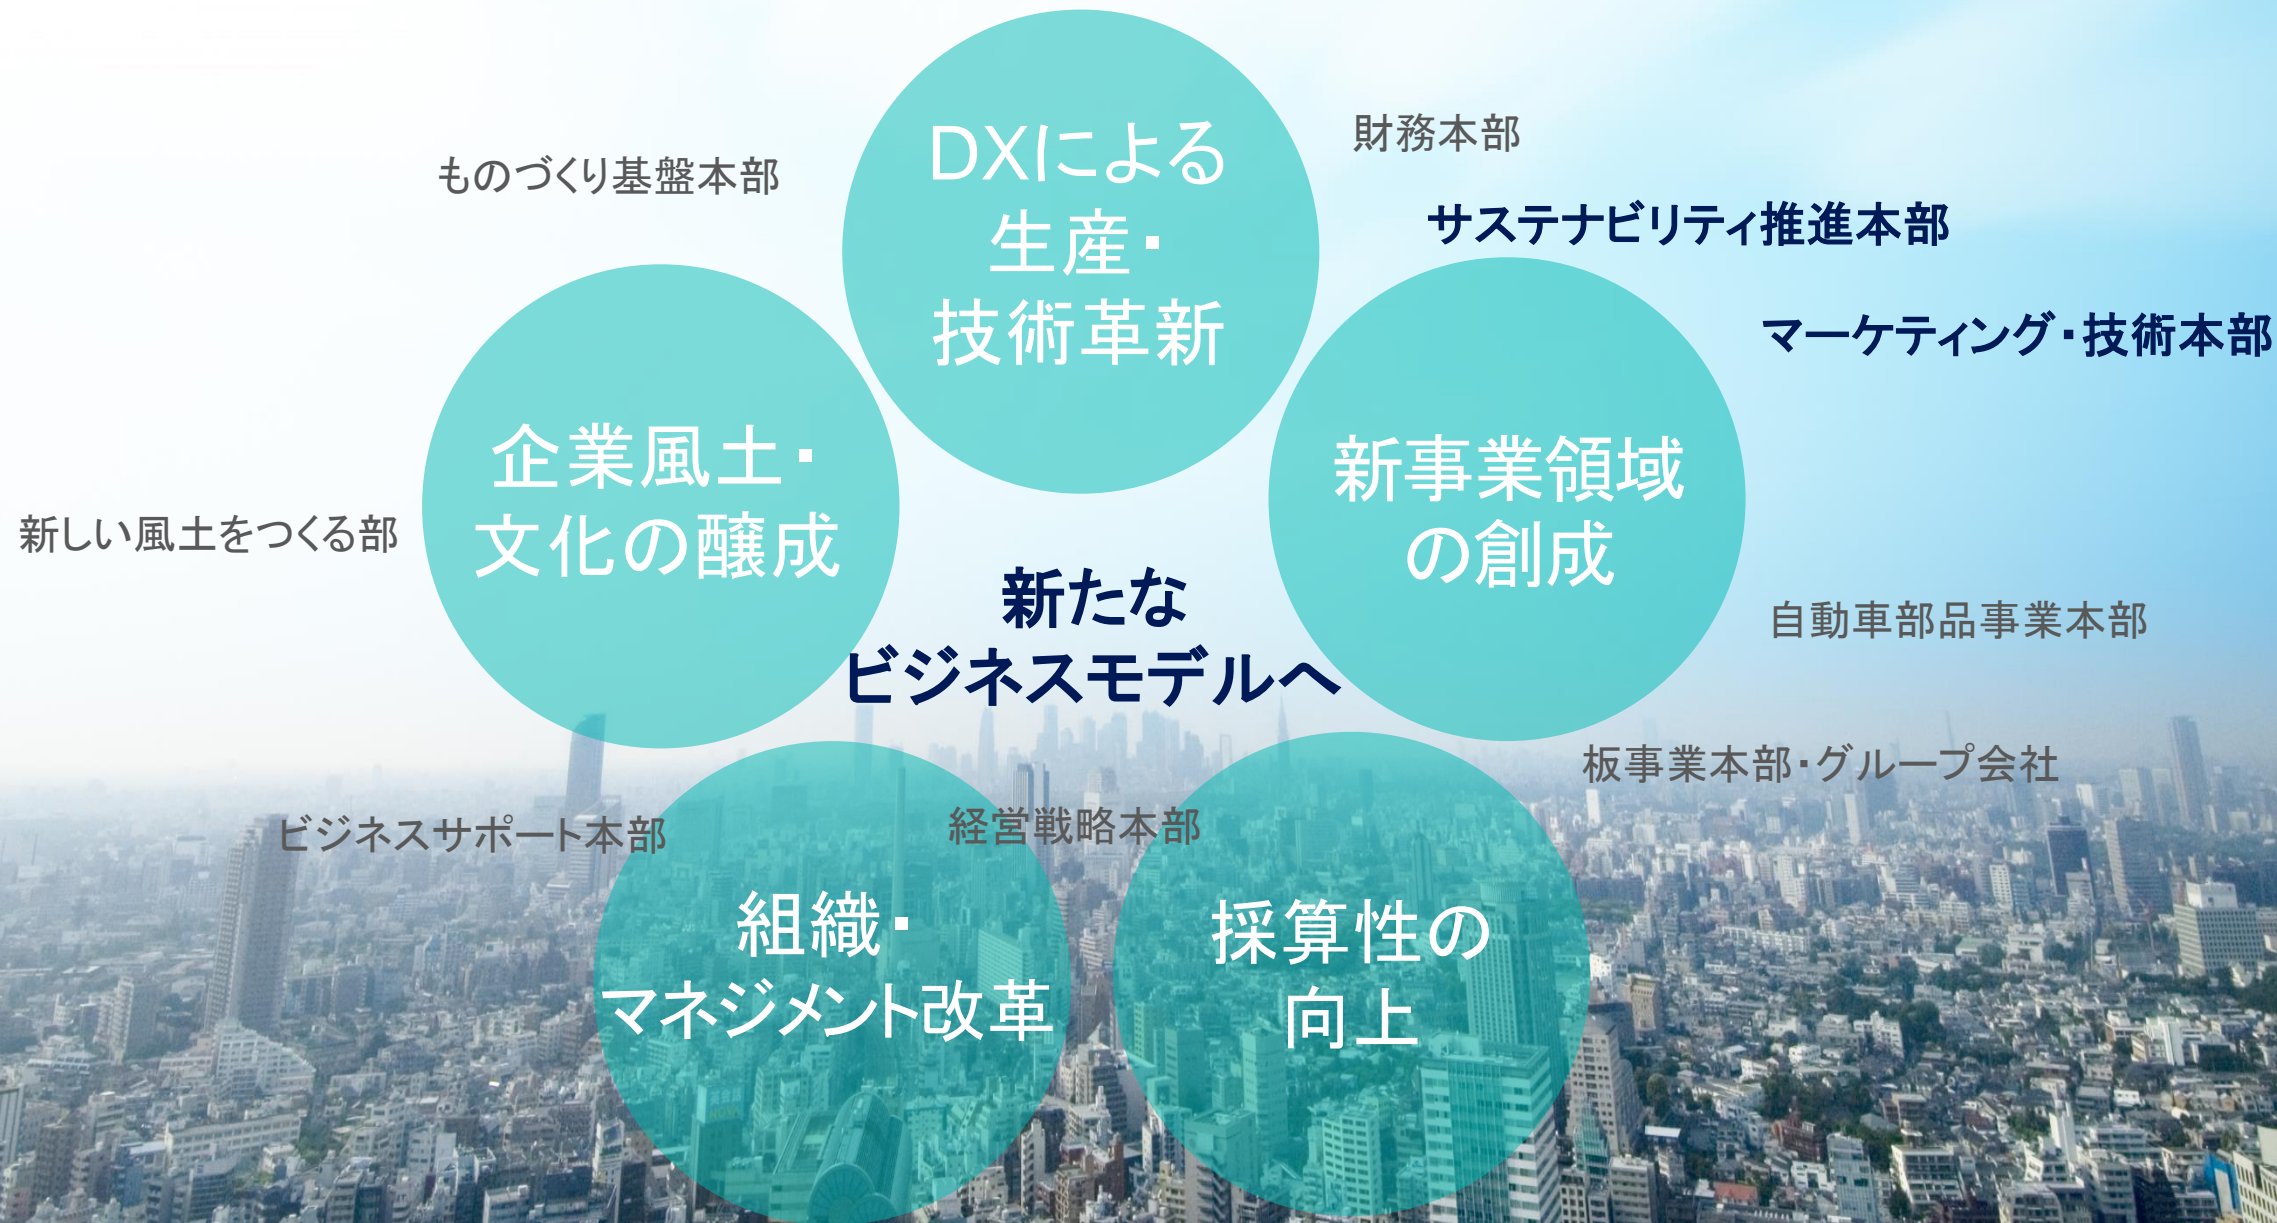 DXによる
生産・
技術革新
財務本部
ものづくり基盤本部
サステナビリティ推進本部
マーケティング・技術本部
企業風土・
文化の醸成
新事業領域
の創成
新しい風土をつくる部
新たな
ビジネスモデルへ
自動車部品事業本部
板事業本部・グループ会社
ビジネスサポート本部
経営戦略本部
組織・
マネジメント改革
採算性の
向上